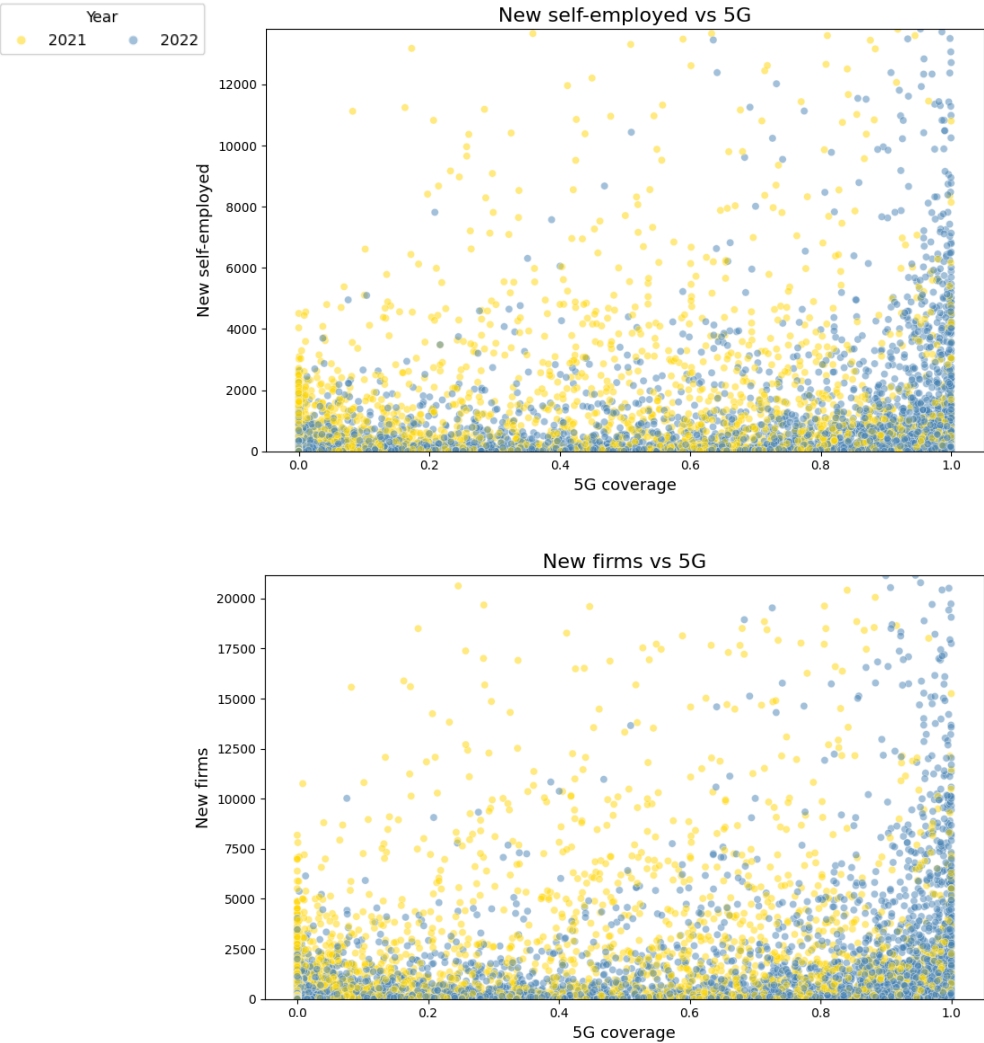 Year
2021 2022
New self-employed vs 5G
12000
10000
8000
6000
4000
2000
0
New self-employed
0.0 0.2 0.4 0.6 0.8 1.0
5G coverage
New firms vs 5G
20000
17500
15000
12500
10000
7500
5000
2500
0
New firms
0.0 0.2 0.4 0.6 0.8 1.0
5G coverage